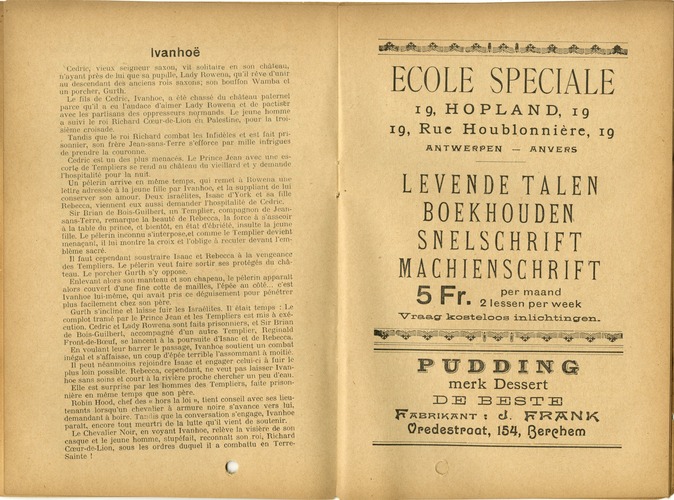 Ivanhoë
Cedric, vieux seigneur saxon, vit solitaire en son château,
n'ayant près de lui que sa pupille, Lady Rowena, qu'il rêve d'unir
au descendant des anciens rois saxons; son bouffon Wamba et
un porcher, Gurth.
Le fils de Cedric, Ivanhoe, a été chassé du château paternel
parce qu'il a eu l'audace d'aimer Lady Rowena et de pactiser
avec les partisans des oppresseurs normands. Le jeune homme
a suivi le roi Richard Cœur-de-Lion en Palestine, pour la troi-
sième croisade.
Tandis que le roi Richard combat les Infidèles et est fait pri-
sonnier, son frère Jean-sans-Terre s'efforce par mille intrigues
de prendre la couronne.
Cedric est un des plus menacés. Le Prince Jean avec une es-
corte de Templiers se rend au château du vieillard et y demande
l'hospitalité pour la nuit.
Un pèlerin arrive en même temps, qui remet à Rowena une
lettre adressée à la jeune fille par Ivanhoe, et la suppliant de lui
conserver son amour. Deux israélites, Isaac d'York et sa fille
Rebecca, viennent eux aussi demander l'hospitalité de Cedric.
Sir Brian de Bois-Guilbert, un Templier, compagnon de Jean-
sans-Terre, remarque la beauté de Rebecca, la force à s'asseoir
à la table du prince, et bientôt, en état d'ébriété, insulte la jeune
fille. Le pèlerin inconnu s'interpose, et comme le Templier devient
menaçant, il lui montre la croix et l'oblige à reculer devant l'em-
blème sacré.
Il faut cependant soustraire Isaac et Rebecca à la vengeance
des Templiers. Le pèlerin veut faire sortir ses protégés du châ-
teau. Le porcher Gurth s'y oppose.
Enlevant alors son manteau et son chapeau, le pèlerin apparaît
alors couvert d'une fine cotte de mailles, l'épée au côté... c'est
Ivanhoe lui-même, qui avait pris ce déguisement pour pénétrer
plus facilement chez son père.
Gurth s'incline et laisse fuir les Israélites. Il était temps : Le
complot tramé par le Prince Jean et les Templiers est mis à exé-
cution. Cedric et Lady Rowena sont faits prisonniers, et Sir Brian
de Bois-Guilbert, accompagné d'un autre Templier, Reginald
Front-de-Bœuf, se lancent à la poursuite d'Isaac et de Rebecca.
En voulant leur barrer le passage, Ivanhoe soutient un combat
inégal et s'affaisse, un coup d'épée terrible l'assommant à moitié.
Il peut néanmoins rejoindre Isaac et engager celui-ci à fuir le
plus loin possible. Rebecca, cependant, ne veut pas laisser Ivan-
hoe sans soins et court à la rivière proche chercher un peu d'eau.
Elle est surprise par les hommes des Templiers, faite prison-
nière en même temps que son père.
Robin Hood, chef des « hors la loi », tient conseil avec ses lieu-
tenants lorsqu'un chevalier à armure noire s'avance vers lui,
demandant à boire. Tandis que la conversation s'engage, Ivanhoe
paraît, encore tout meurtri de la lutte qu'il vient de soutenir.
Le Chevalier Noir, en voyant Ivanhoe, relève la visière de son
casque et le jeune homme, stupéfait, reconnaît son roi, Richard
Cœur-de-Lion, sous les ordres duquel il a combattu en Terre-
Sainte !
ECOLE SPECIALE
19, HOPLAND, 19
19, Rue Houblonnière, 19
ANTWERPEN — ANVERS
LEVENDE TALEN
BOEKHOUDEN
SNELSCHRIFT
MACHIENSCHRIFT
5 Fr. per maand
2 lessen per week
Vraag kosteloos inlichtingen.
PUDDING
merk Dessert
DE BESTE
FABRIKANT : J. FRANK
Vredestraat, 154, Berchem